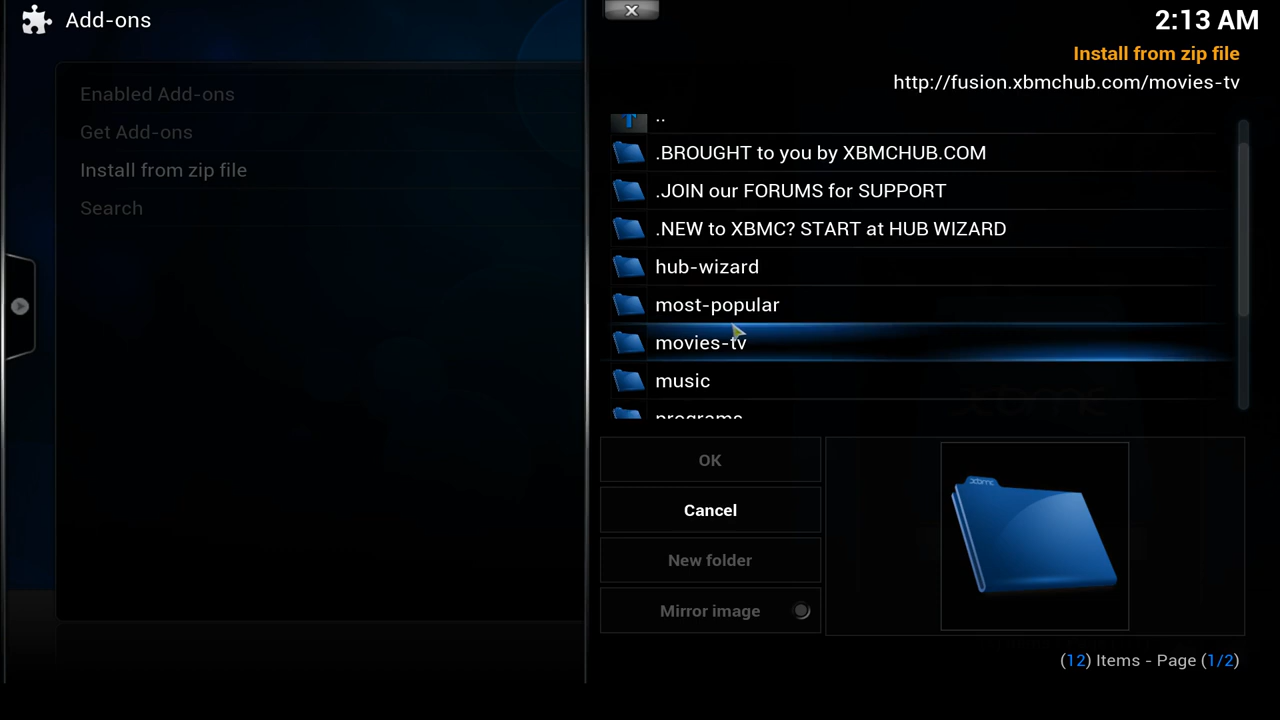 Add-ons
Enabled Add-ons
Get Add-ons
Install from zip file
Search
2:13 AM
Install from zip file
http://fusion.xbmchub.com/movies-tv
..
.BROUGHT to you by XBMCHUB.COM
.JOIN our FORUMS for SUPPORT
.NEW to XBMC? START at HUB WIZARD
hub-wizard
most-popular
movies-tv
music
programs
OK
Cancel
New folder
Mirror image
xbmc
(12) Items - Page (1/2)